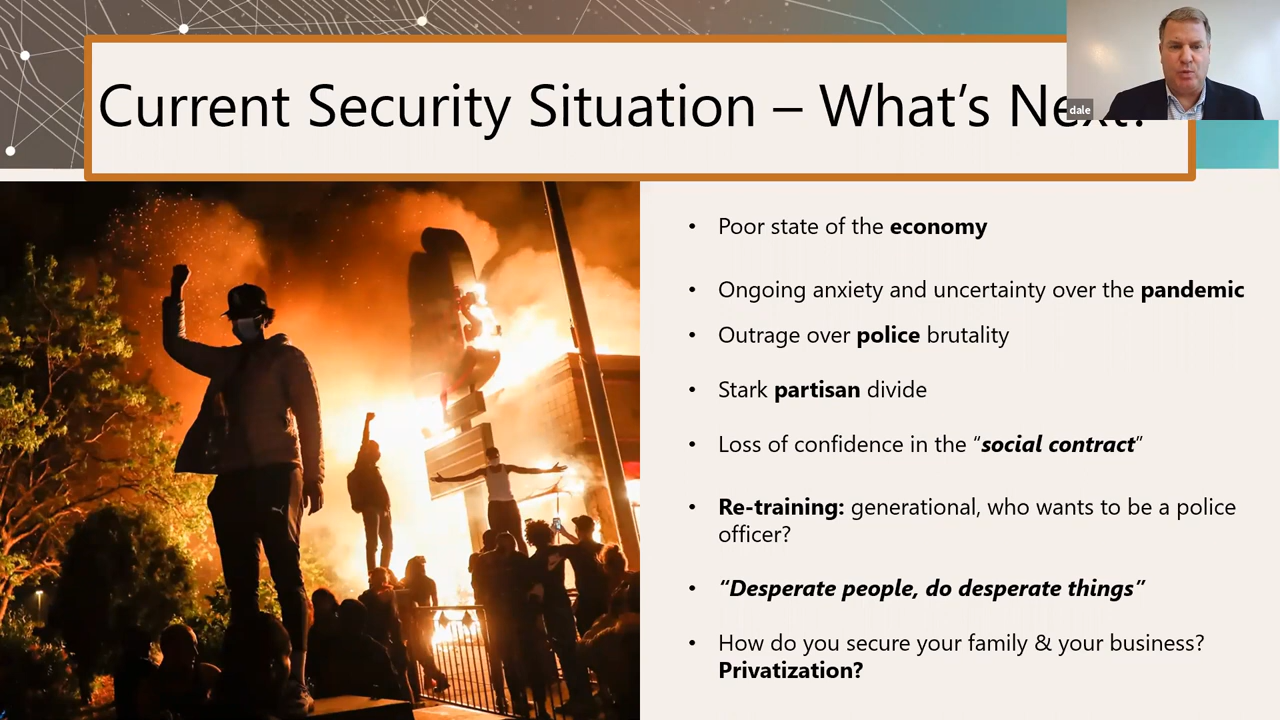 Current Security Situation – What's Next?
dale
• Poor state of the economy
• Ongoing anxiety and uncertainty over the pandemic
• Outrage over police brutality
• Stark partisan divide
• Loss of confidence in the “social contract”
• Re-training: generational, who wants to be a police
officer?
• “Desperate people, do desperate things”
• How do you secure your family & your business?
Privatization?